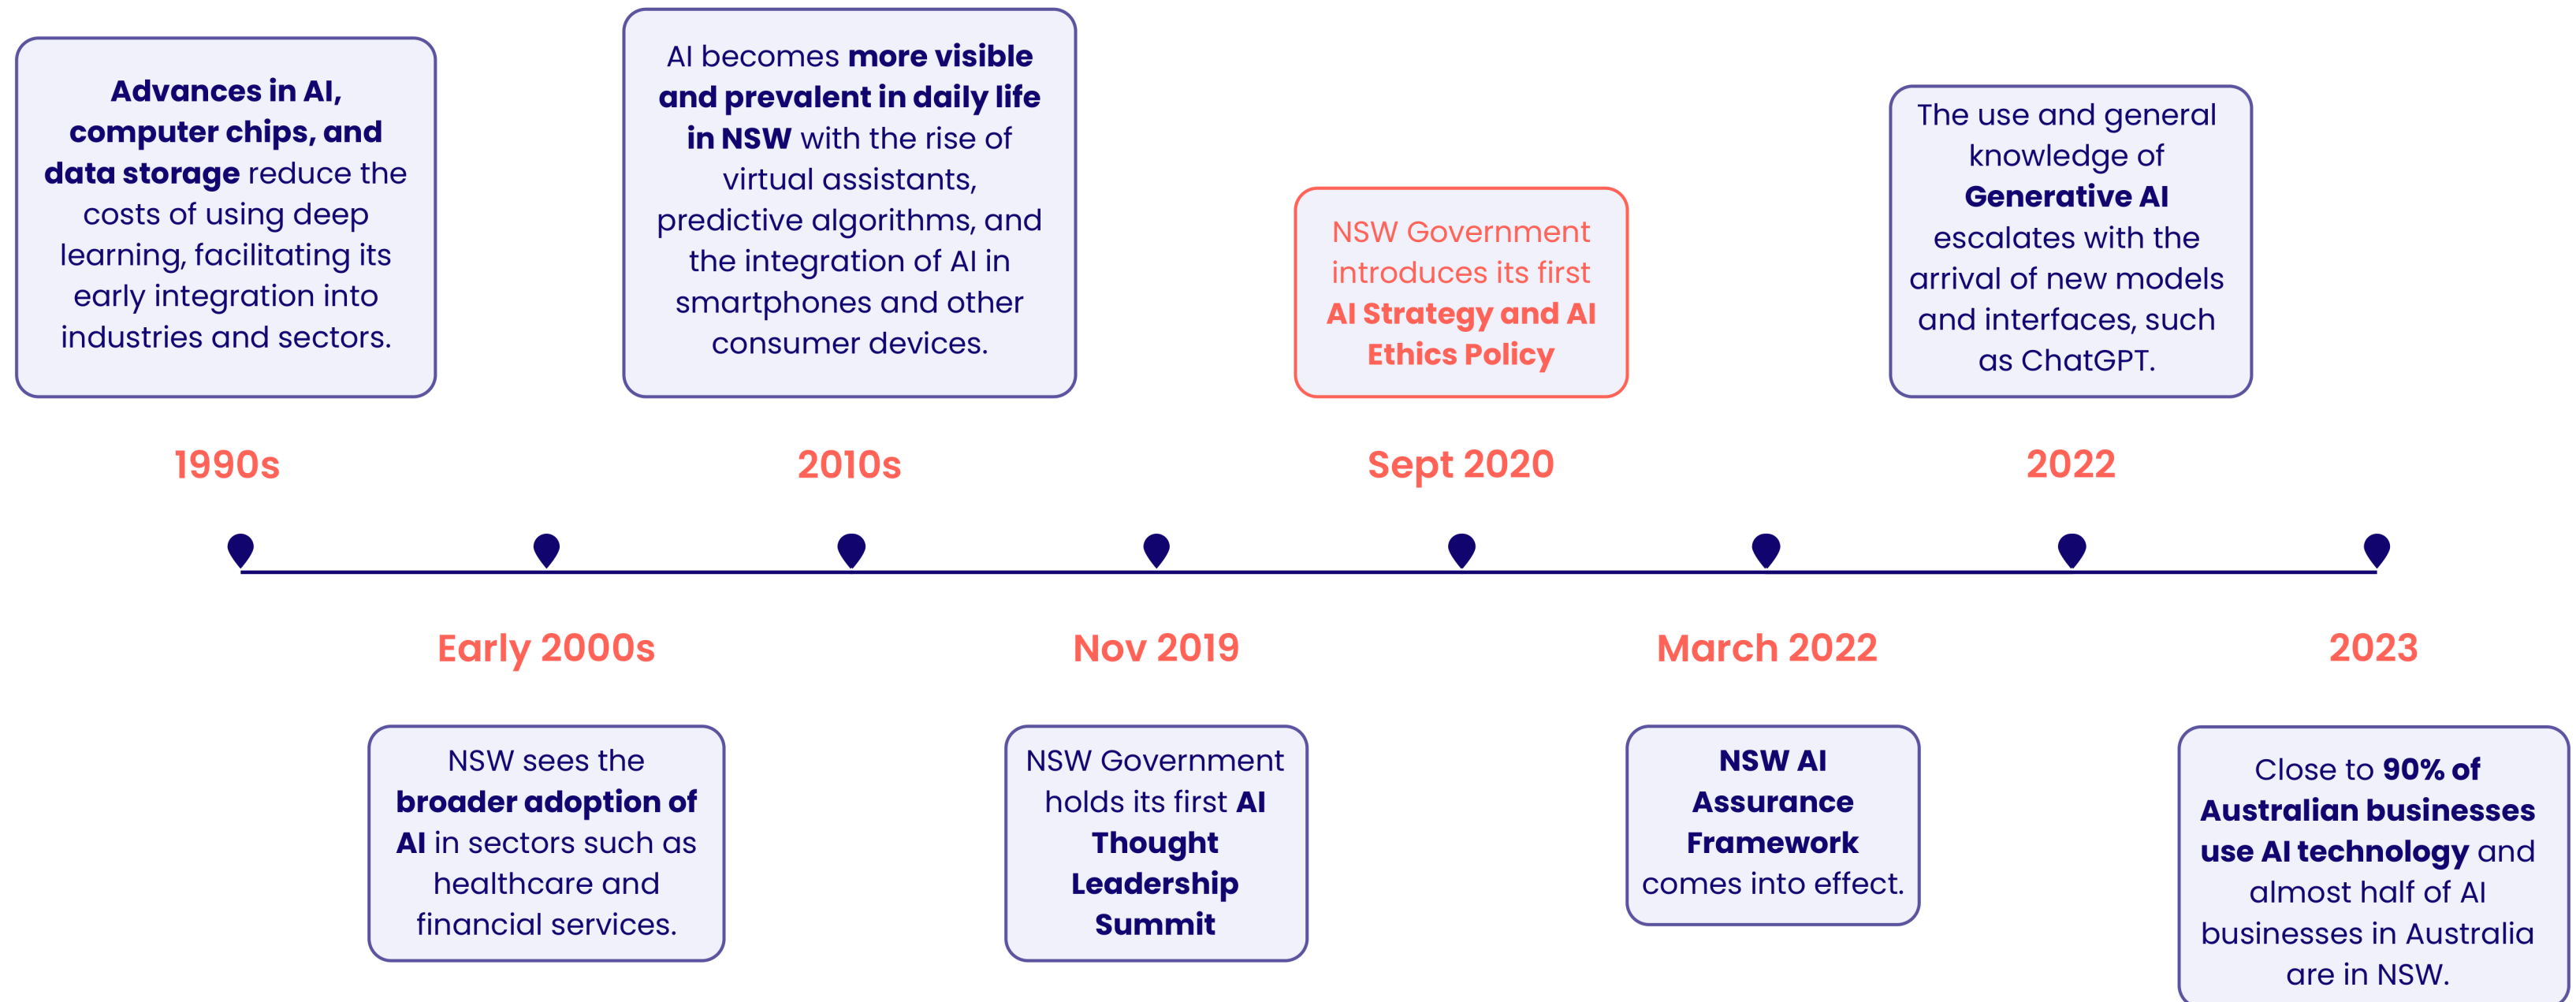 Advances in AI,
computer chips, and
data storage reduce the
costs of using deep
learning, facilitating its
early integration into
industries and sectors.
1990s
Early 2000s
NSW sees the
broader adoption of
AI in sectors such as
healthcare and
financial services.
AI becomes more visible
and prevalent in daily life
in NSW with the rise of
virtual assistants,
predictive algorithms, and
the integration of AI in
smartphones and other
consumer devices.
2010s
Nov 2019
NSW Government
holds its first AI
Thought
Leadership
Summit
NSW Government
introduces its first
AI Strategy and AI
Ethics Policy
Sept 2020
March 2022
NSW AI
Assurance
Framework
comes into effect.
The use and general
knowledge of
Generative AI
escalates with the
arrival of new models
and interfaces, such
as ChatGPT.
2022
2023
Close to 90% of
Australian businesses
use AI technology and
almost half of AI
businesses in Australia
are in NSW.